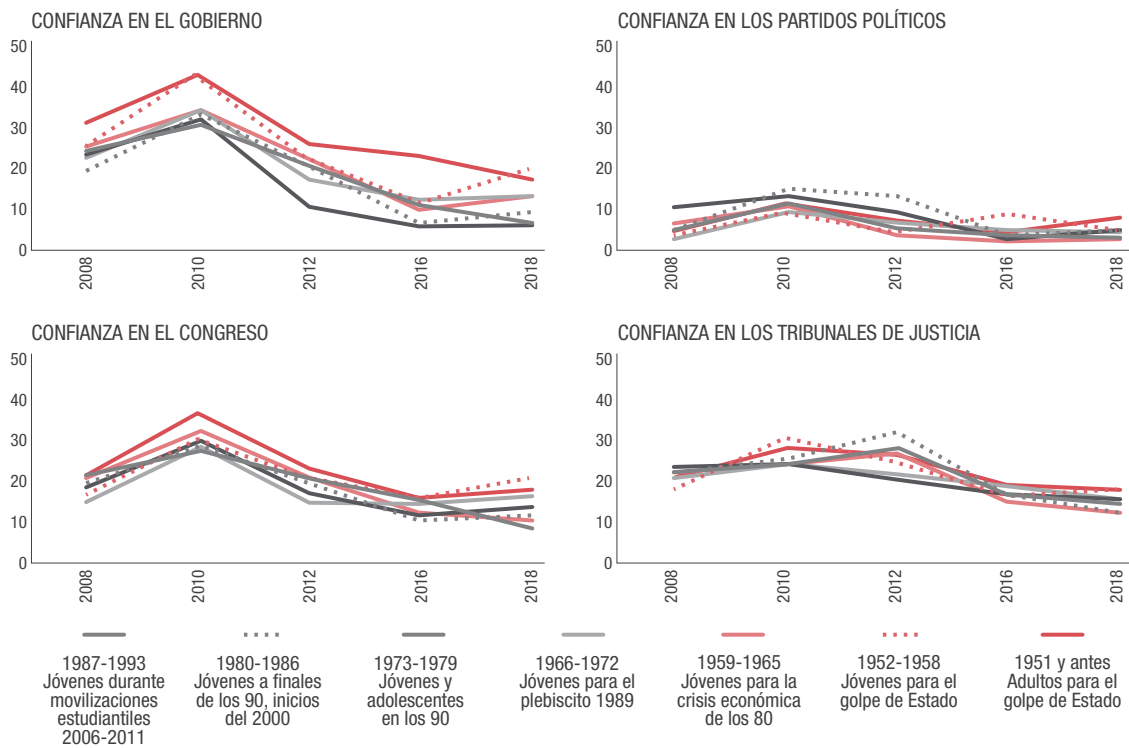 CONFIANZA EN EL GOBIERNO
50
40
30
20
10
0
2008
2010
2012
2016
2018
CONFIANZA EN LOS PARTIDOS POLÍTICOS
50
40
30
20
10
0
2008
2010
2012
2016
2018
CONFIANZA EN EL CONGRESO
50
40
30
20
10
0
2008
2010
2012
2016
2018
CONFIANZA EN LOS TRIBUNALES DE JUSTICIA
50
40
30
20
10
0
2008
2010
2012
2016
2018
1987-1993
Jóvenes durante
movilizaciones
estudiantiles
2006-2011
1980-1986
Jóvenes a finales
de los 90, inicios
del 2000
1973-1979
Jóvenes y
adolescentes
en los 90
1966-1972
Jóvenes para el
plebiscito 1989
1959-1965
Jóvenes para la
crisis económica
de los 80
1952-1958
Jóvenes para el
golpe de Estado
1951 y antes
Adultos para el
golpe de Estado